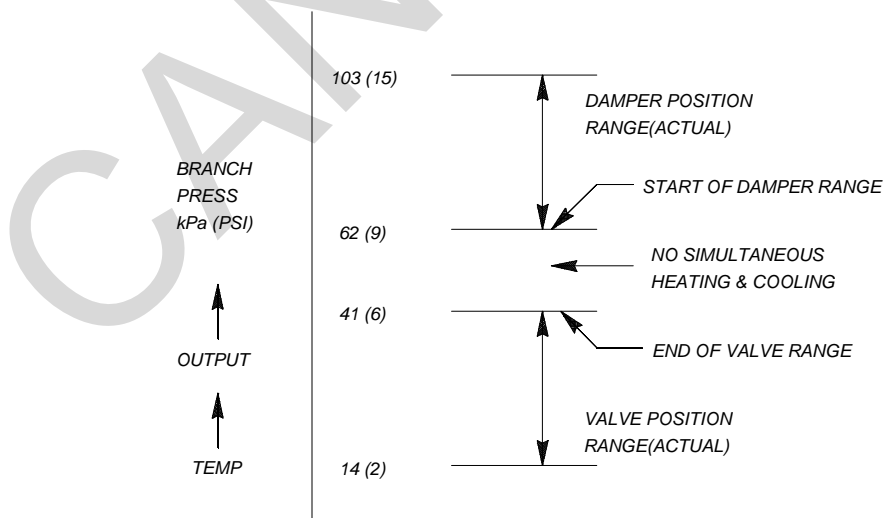 103 (15)
DAMPER POSITION
RANGE(ACTUAL)
BRANCH
PRESS
kPa (PSI)
START OF DAMPER RANGE
62 (9)
NO SIMULTANEOUS
HEATING & COOLING
41 (6)
OUTPUT
END OF VALVE RANGE
VALVE POSITION
RANGE(ACTUAL)
TEMP
14 (2)
CAN